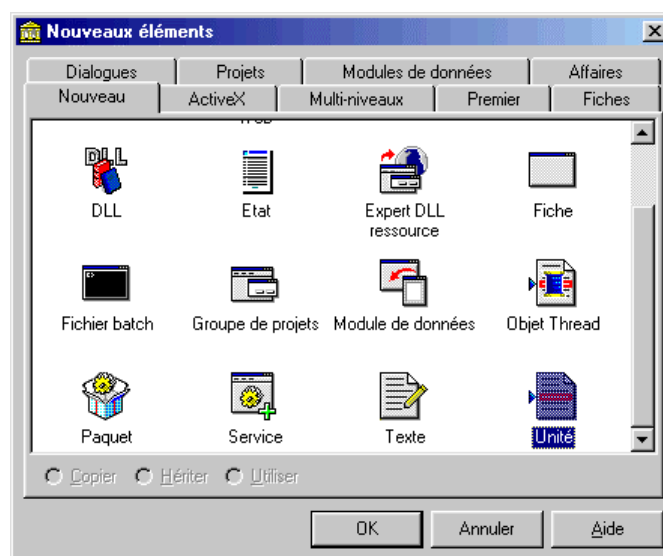 Nouveaux éléments
Dialogues Projets Modules de données Affaires
Nouveau ActiveX Multi-niveaux Premier Fiches
DLL
DLL Etat Expert DLL Fiche
ressource
Fichier batch Groupe de projets Module de données Objet Thread
Paquet Service Texte Unité
Copier Hériter Utiliser
OK Annuler Aide